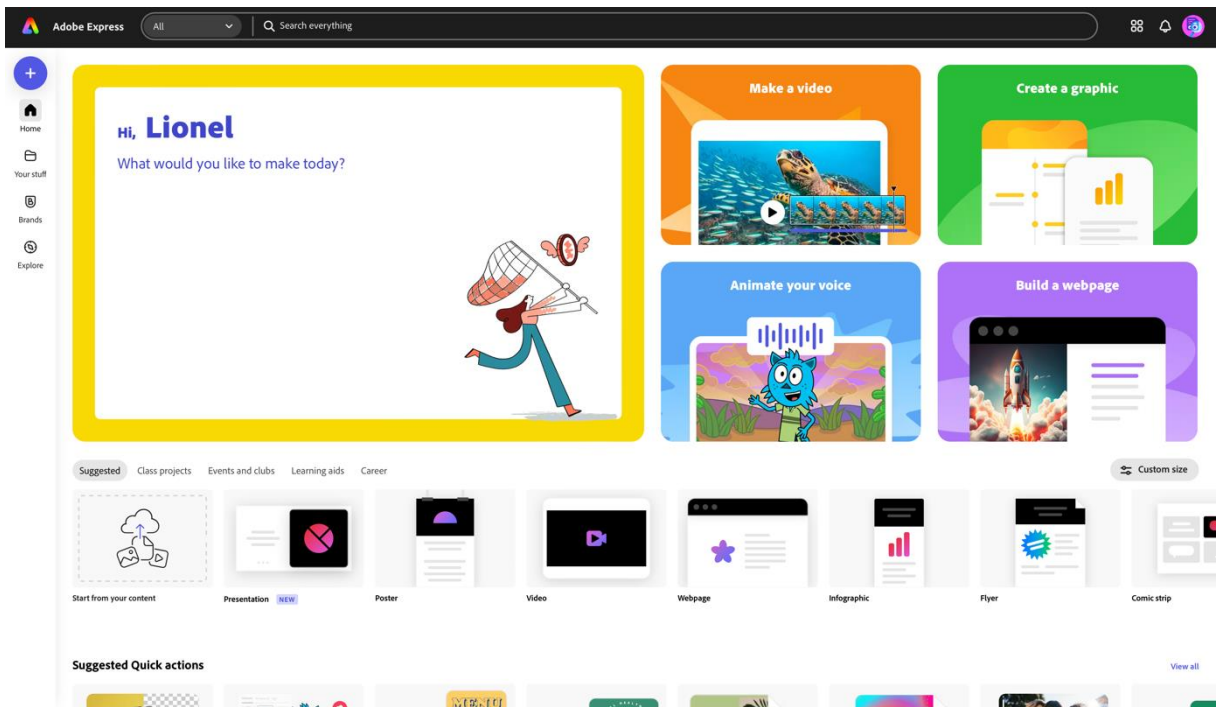 Adobe Express
All
Search everything
Home
Your stuff
Brands
Explore
Hi, Lionel
What would you like to make today?
Make a video
Create a graphic
Animate your voice
Build a webpage
Suggested
Class projects
Events and clubs
Learning aids
Career
Custom size
Start from your content
Presentation NEW
Poster
Video
Webpage
Infographic
Flyer
Comic strip
Suggested Quick actions
View all
MENU